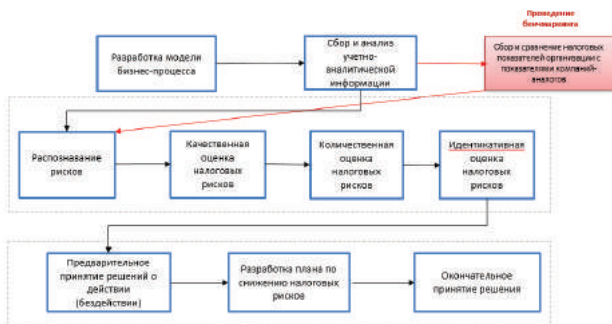 Проведение
бенчмаркинга
Разработка модели
бизнес-процесса
Сбор и анализ
учетно-
аналитической
информации
Сбор и сравнение налоговых
показателей организации с
показателями компаний-
аналогов
Распознавание
рисков
Качественная
оценка
налоговых
рисков
Количественная
оценка
налоговых
рисков
Идентикативная
оценка
налоговых
рисков
Предварительное
принятие решений о
действии
(бездействии)
Разработка плана по
снижению налоговых
рисков
Окончательное
принятие решения